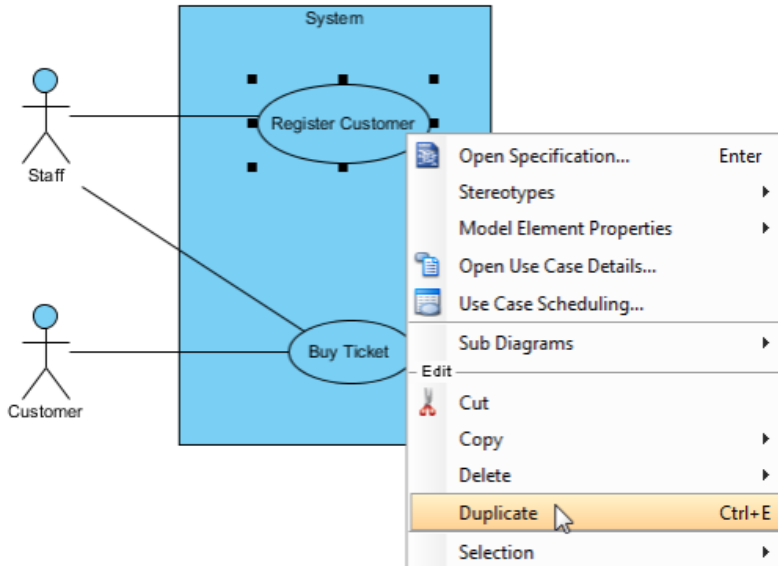 System
Register Customer
Staff
Buy Ticket
Customer
Open Specification... Enter
Stereotypes
Model Element Properties
Open Use Case Details...
Use Case Scheduling...
Sub Diagrams
Edit
Cut
Copy
Delete
Duplicate Ctrl+E
Selection